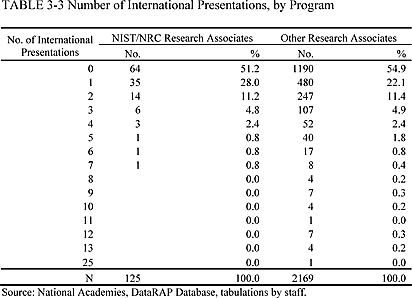 TABLE 3-3 Number of International Presentations, by Program
No. of International Presentations NIST/NRC Research Associates Other Research Associates
No. % No. %
0 64 51.2 1190 54.9
1 35 28.0 480 22.1
2 14 11.2 247 11.4
3 6 4.8 107 4.9
4 3 2.4 52 2.4
5 1 0.8 40 1.8
6 1 0.8 17 0.8
7 1 0.8 8 0.4
8 0.0 4 0.2
9 0.0 7 0.3
10 0.0 4 0.2
11 0.0 1 0.0
12 0.0 7 0.3
13 0.0 4 0.2
25 0.0 1 0.0
N 125 100.0 2169 100.0
Source: National Academies, DataRAP Database, tabulations by staff.